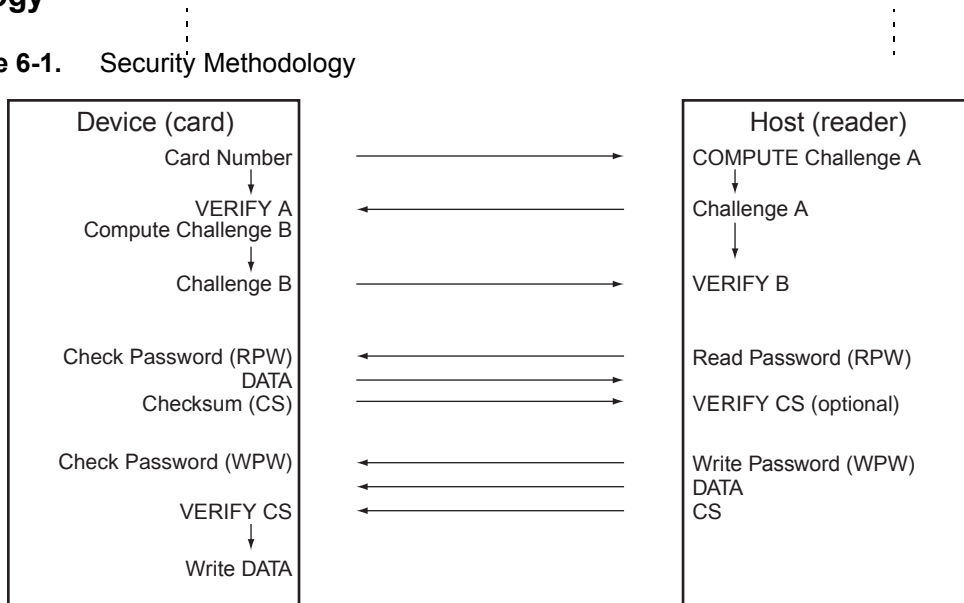 6-1. Security Methodology
Device (card)
Card Number
VERIFY A
Compute Challenge B
Challenge B
Check Password (RPW)
DATA
Checksum (CS)
Check Password (WPW)
VERIFY CS
Write DATA
Host (reader)
COMPUTE Challenge A
Challenge A
VERIFY B
Read Password (RPW)
VERIFY CS (optional)
Write Password (WPW)
DATA
CS